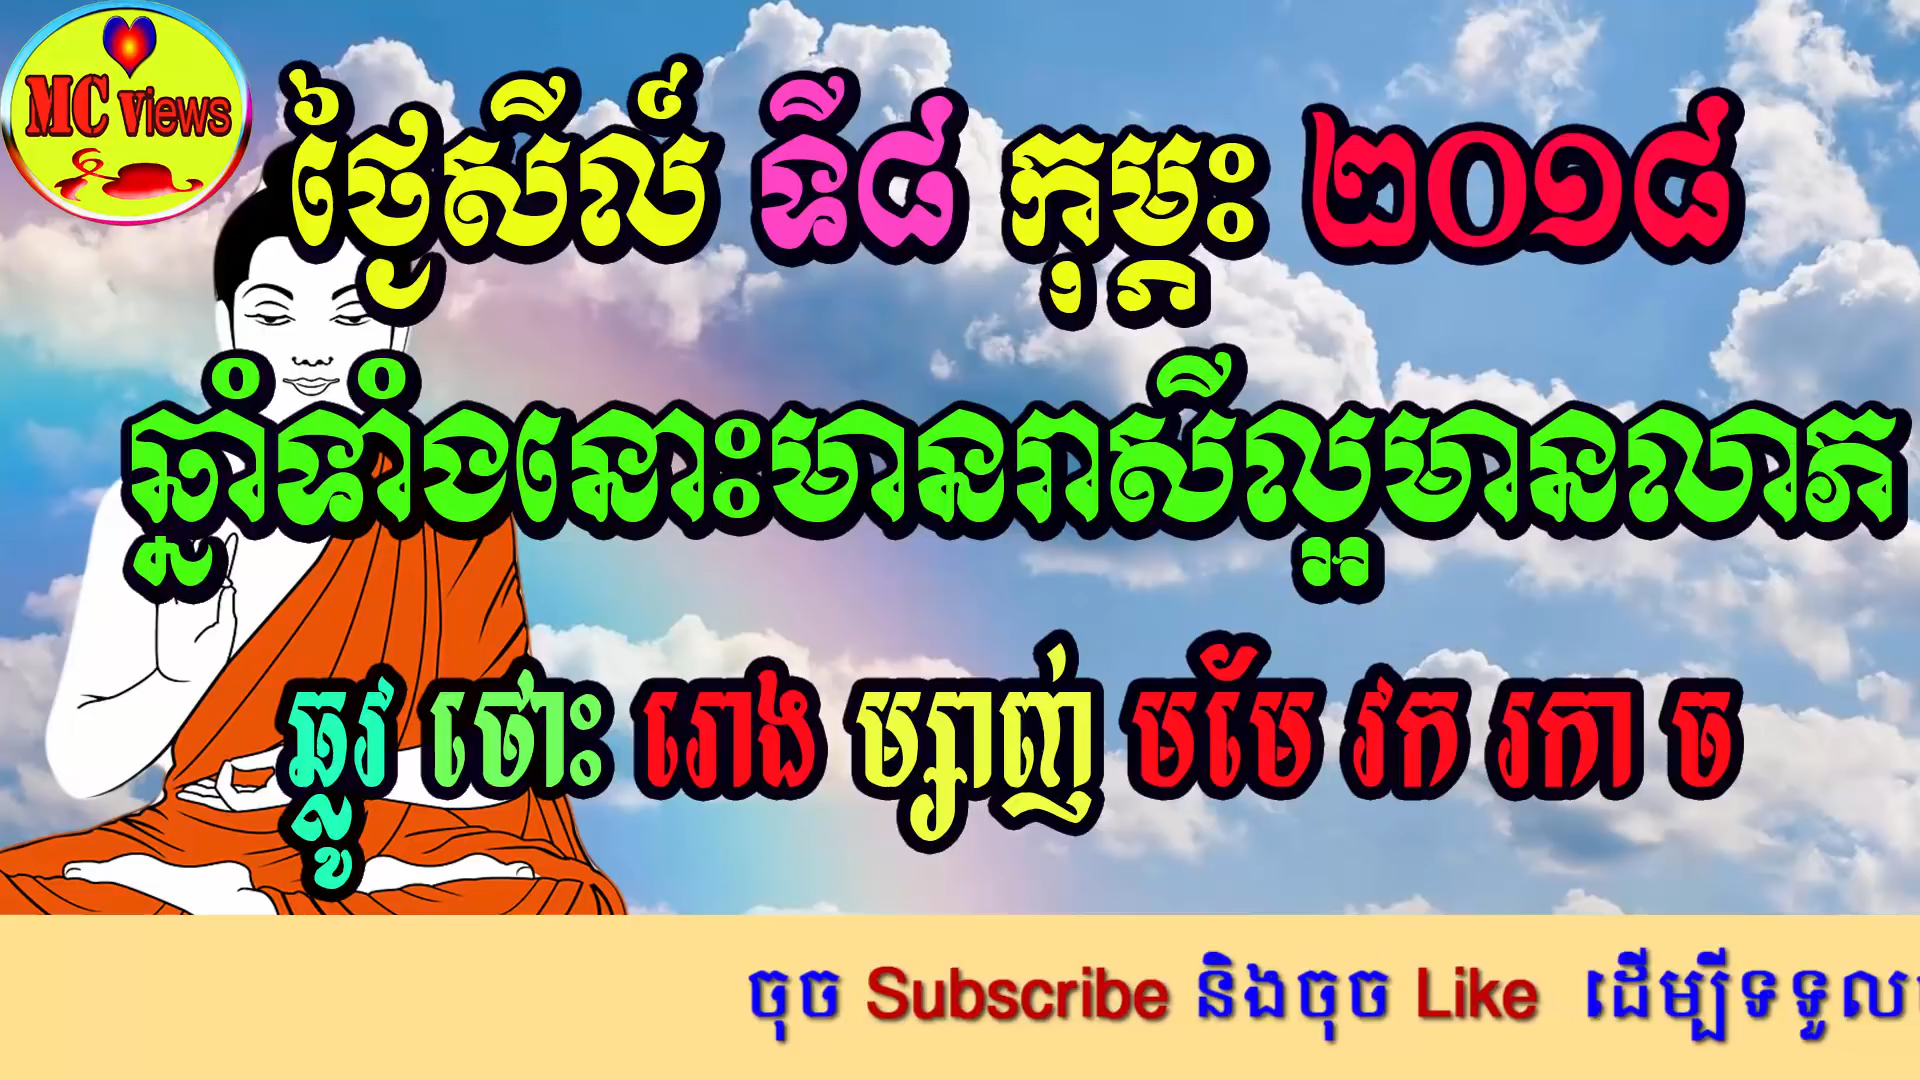 MC Views
ថ្ងៃសីល៍ ទី៨ កុម្ភះ ២០១៨
ឆ្នាំទាំងនោះមានរាសីល្អមានលាភ
ឆ្លូវ ថោះ រោង ម្សាញ់ មមែ វក រកា ច
ចុច Subscribe និងចុច Like ដើម្បីទទួល